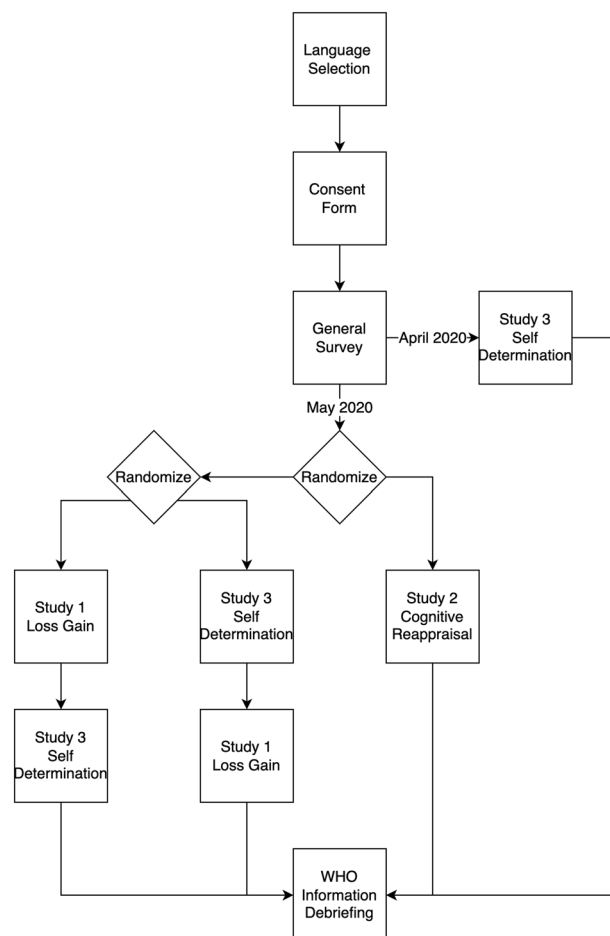 Language
Selection
Consent
Form
General
Survey
April 2020
Study 3
Self
Determination
May 2020
Randomize
Randomize
Study 1
Loss Gain
Study 3
Self
Determination
Study 2
Cognitive
Reappraisal
Study 3
Self
Determination
Study 1
Loss Gain
WHO
Information
Debriefing